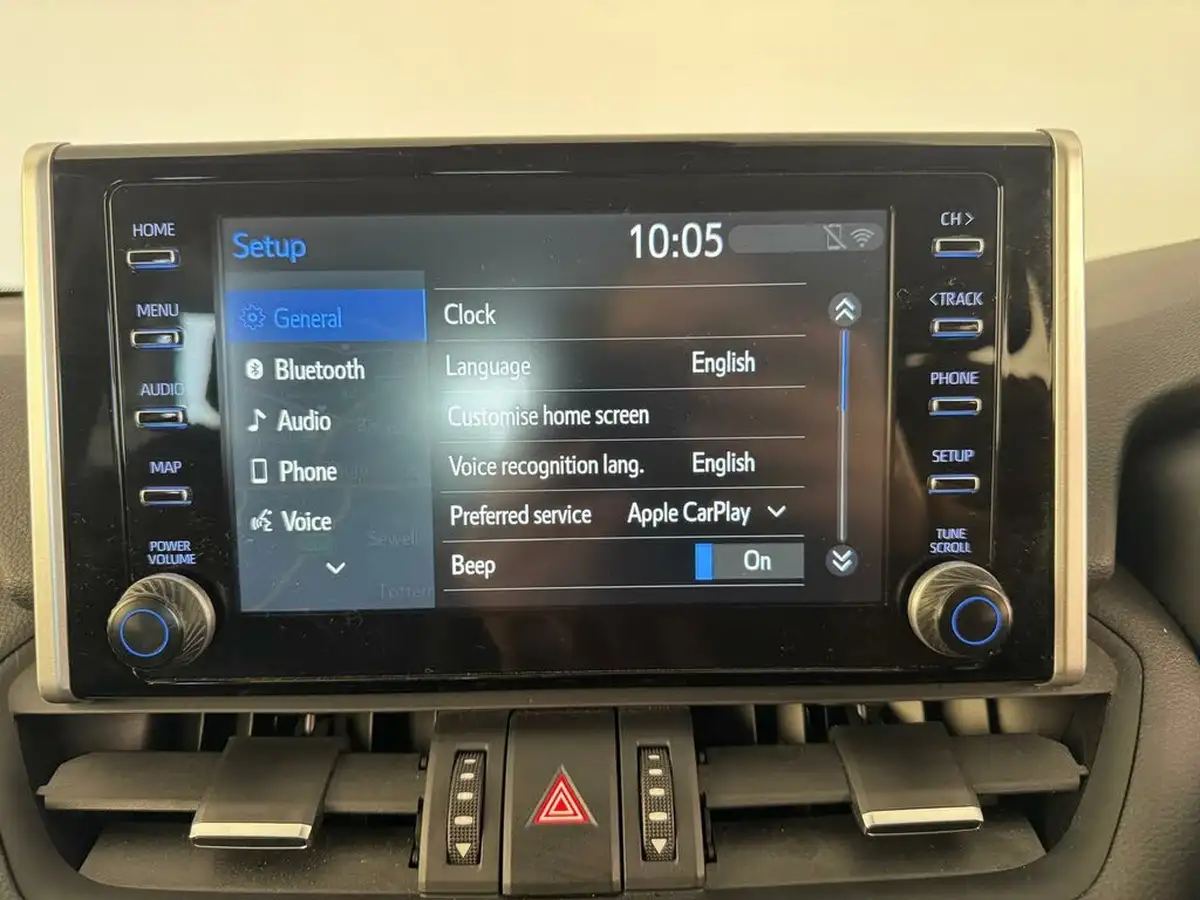 HOME
MENU
AUDIO
MAP
POWER
VOLUME
Setup
10:05
General
Bluetooth
Audio
Phone
Voice
Clock
Language English
Customise home screen
Voice recognition lang. English
Preferred service Apple CarPlay
Beep On
Sewell
CH >
< TRACK
PHONE
SETUP
TUNE
SCROLL